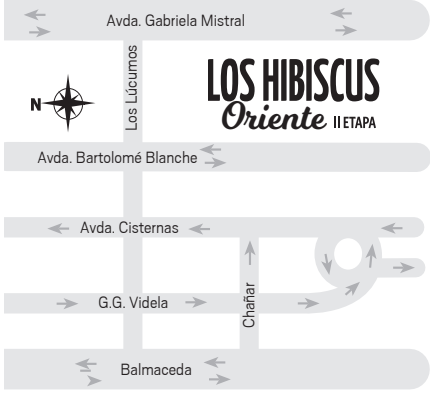 Avda. Gabriela Mistral
Los Lúcumos
LOS HIBISCUS
Oriente II ETAPA
N
Avda. Bartolomé Blanche
Avda. Cisternas
G.G. Videla
Chañar
Balmaceda